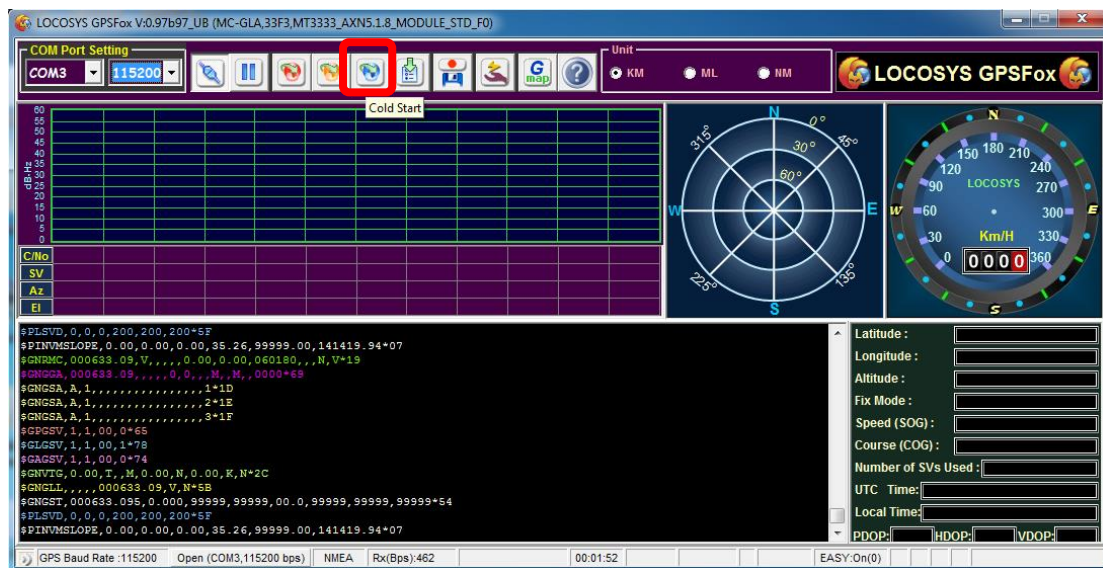 LOCOSYS GPSFox V:0.97b97_UB (MC-GLA,33F3,MT3333_AXN5.1.8_MODULE_STD_F0)
COM Port Setting
COM3 115200
G map
?
Unit
KM ML NM
LOCOSYS GPSFox
Cold Start
60
55
50
45
40
35
30
25
20
15
10
5
0
dB-Hz
C/No
SV
Az
El
N
0°
45°
30°
60°
315°
W
E
225°
135°
S
N
150 180 210
120 240
90 LOCOSYS 270
W 60 300 E
30 Km/H 330
0 0000 360
S
$PLSVD,0,0,0,200,200,200*5F
$PINVMSLOPE,0.00,0.00,0.00,35.26,99999.00,141419.94*07
$GNRMC,000633.09,V,,,,,0.00,0.00,060180,,,N,V*19
$GNGGA,000633.09,,,,,0,0,,,M,,M,,0000*69
$GNGSA,A,1,,,,,,,,,,,,,,,,1*1D
$GNGSA,A,1,,,,,,,,,,,,,,,,2*1E
$GNGSA,A,1,,,,,,,,,,,,,,,,3*1F
$GPGSV,1,1,00,0*65
$GLGSV,1,1,00,1*78
$GAGSV,1,1,00,0*74
$GNVTG,0.00,T,,M,0.00,N,0.00,K,N*2C
$GNGLL,,,,,000633.09,V,N*5B
$GNGST,000633.095,0.000,99999,99999,00.0,99999,99999,99999*54
$PLSVD,0,0,0,200,200,200*5F
$PINVMSLOPE,0.00,0.00,0.00,35.26,99999.00,141419.94*07
Latitude :
Longitude :
Altitude :
Fix Mode :
Speed (SOG) :
Course (COG) :
Number of SVs Used :
UTC Time:
Local Time:
PDOP: HDOP: VDOP:
GPS Baud Rate :115200 Open (COM3,115200 bps) NMEA Rx(Bps):462 00:01:52 EASY:On(0)